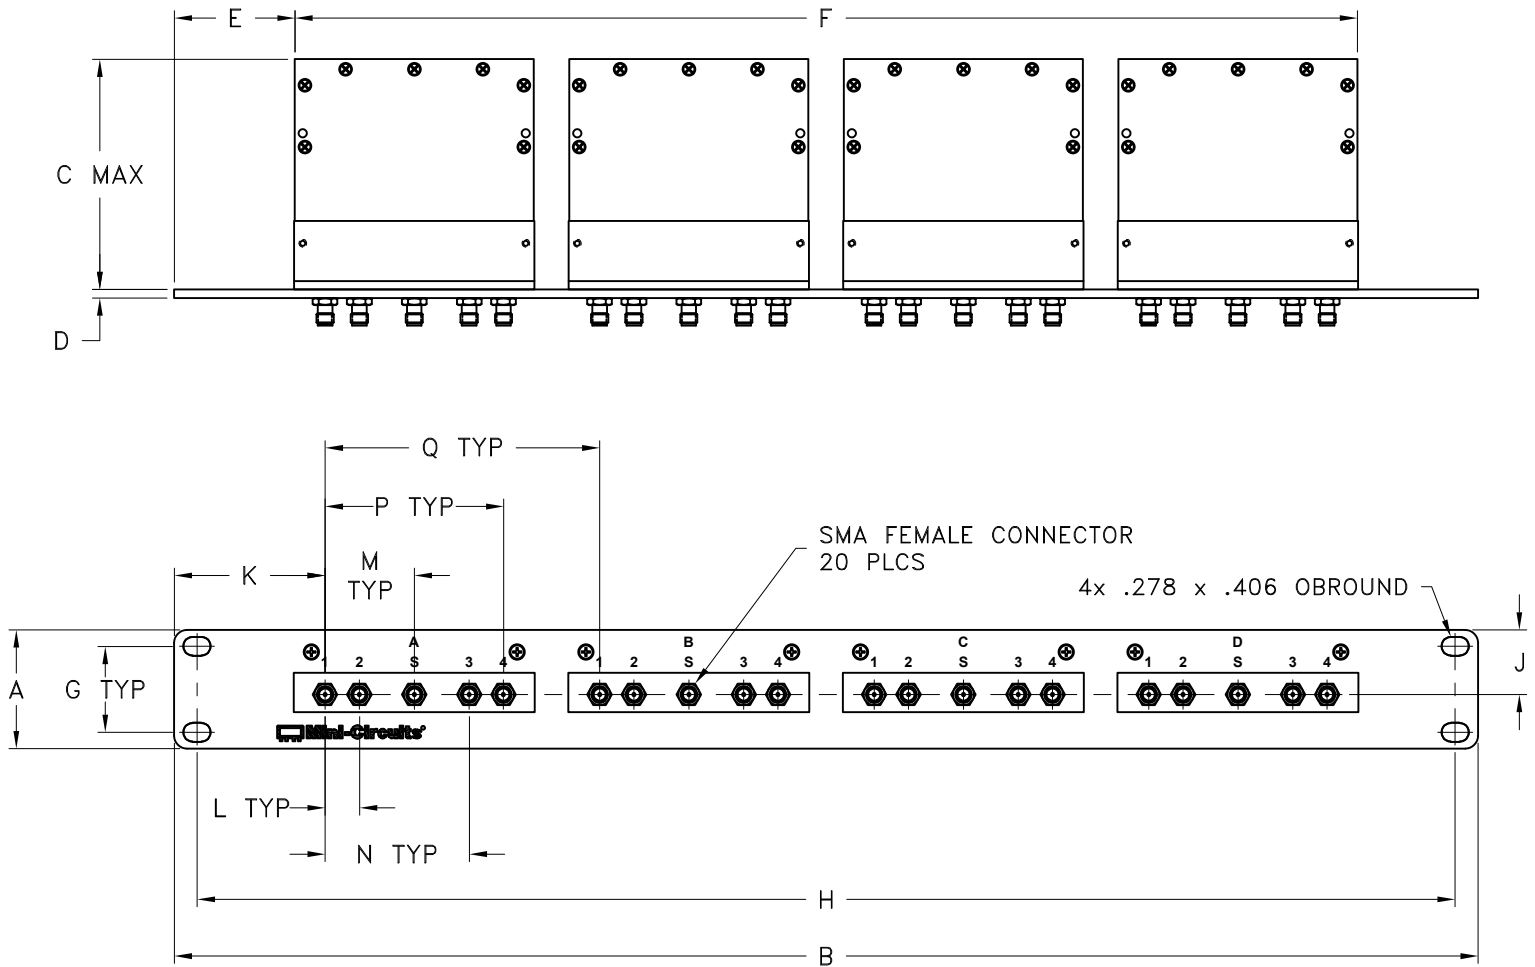 E
F
C MAX
D
Q TYP
P TYP
M
TYP
K
SMA FEMALE CONNECTOR
20 PLCS
4x .278 x .406 OBROUND
A
G TYP
J
A
1 2 S 3 4
B
1 2 S 3 4
C
1 2 S 3 4
D
1 2 S 3 4
Mini-Circuits
L TYP
N TYP
H
B